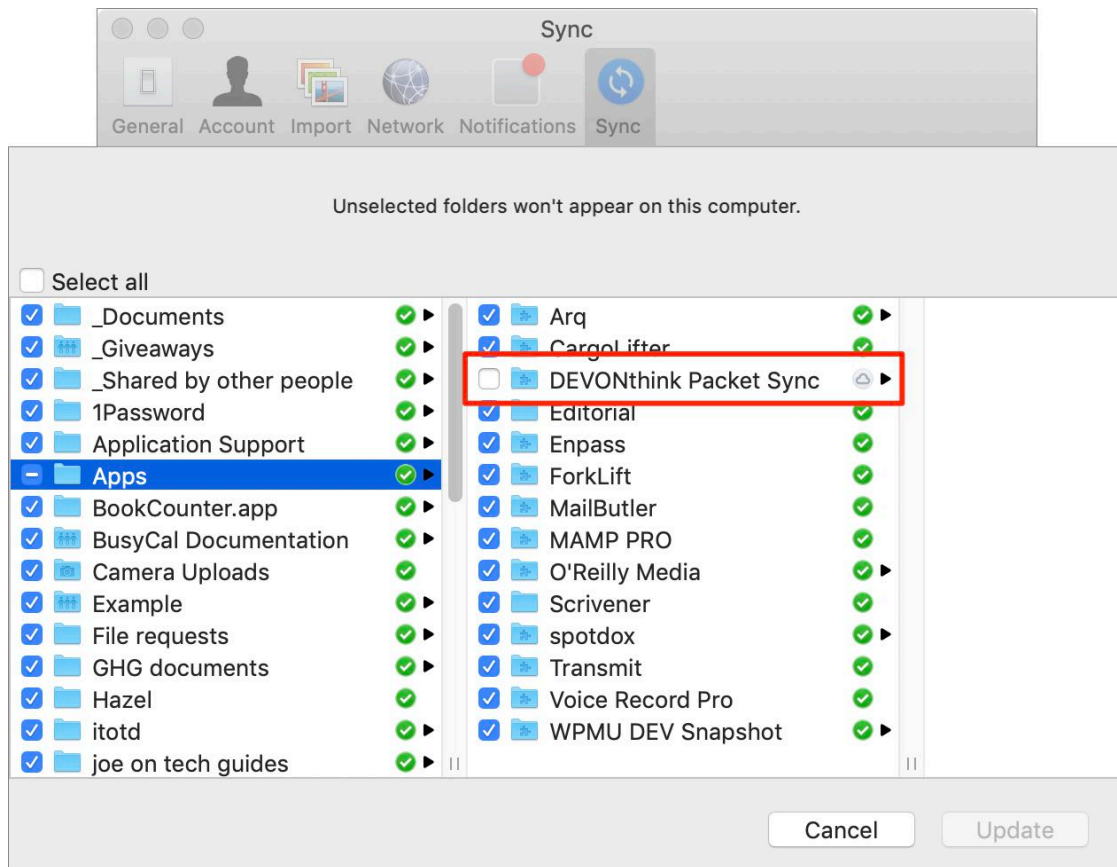 Sync
General Account Import Network Notifications Sync
Unselected folders won't appear on this computer.
Select all
_Documents
_Giveaways
_Shared by other people
1Password
Application Support
Apps
BookCounter.app
BusyCal Documentation
Camera Uploads
Example
File requests
GHG documents
Hazel
itotd
joe on tech guides
Arq
CargoLifter
DEVONthink Packet Sync
Editorial
Enpass
ForkLift
MailButler
MAMP PRO
O'Reilly Media
Scrivener
spotdox
Transmit
Voice Record Pro
WPMU DEV Snapshot
Cancel Update